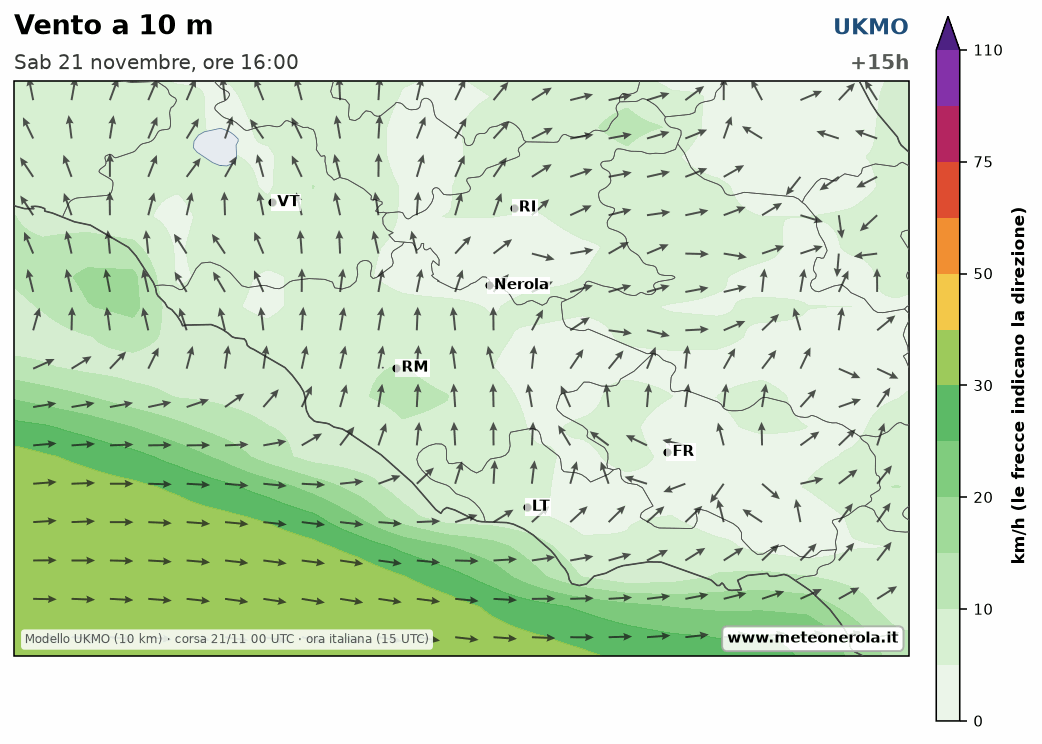 Vento a 10 m
UKMO
Sab 21 novembre, ore 16:00
+15h
VT
RI
Nerola
RM
FR
LT
Modello UKMO (10 km) · corsa 21/11 00 UTC · ora italiana (15 UTC)
www.meteonerola.it
110
75
50
30
20
10
0
km/h (le frecce indicano la direzione)